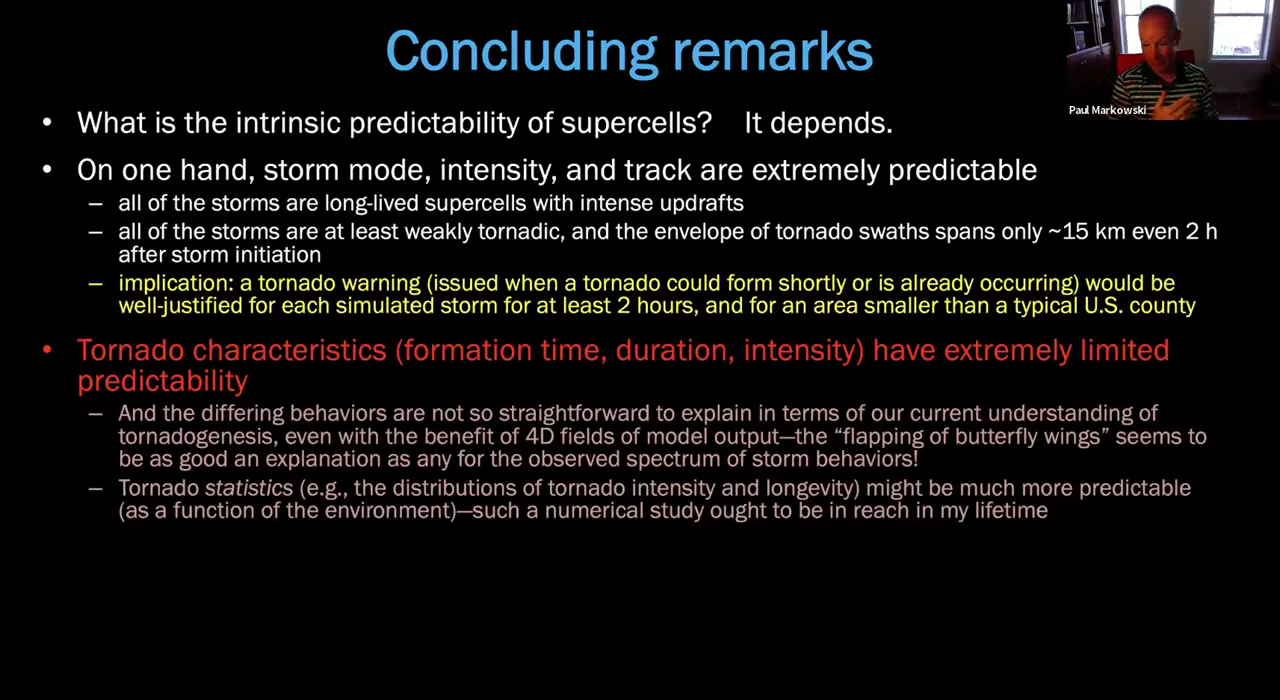 Concluding remarks
Paul Markowski
• What is the intrinsic predictability of supercells? It depends.
• On one hand, storm mode, intensity, and track are extremely predictable
– all of the storms are long-lived supercells with intense updrafts
– all of the storms are at least weakly tornadic, and the envelope of tornado swaths spans only ~15 km even 2 h
after storm initiation
– implication: a tornado warning (issued when a tornado could form shortly or is already occurring) would be
well-justified for each simulated storm for at least 2 hours, and for an area smaller than a typical U.S. county
• Tornado characteristics (formation time, duration, intensity) have extremely limited
predictability
– And the differing behaviors are not so straightforward to explain in terms of our current understanding of
tornadogenesis, even with the benefit of 4D fields of model output—the “flapping of butterfly wings” seems to
be as good an explanation as any for the observed spectrum of storm behaviors!
– Tornado statistics (e.g., the distributions of tornado intensity and longevity) might be much more predictable
(as a function of the environment)—such a numerical study ought to be in reach in my lifetime